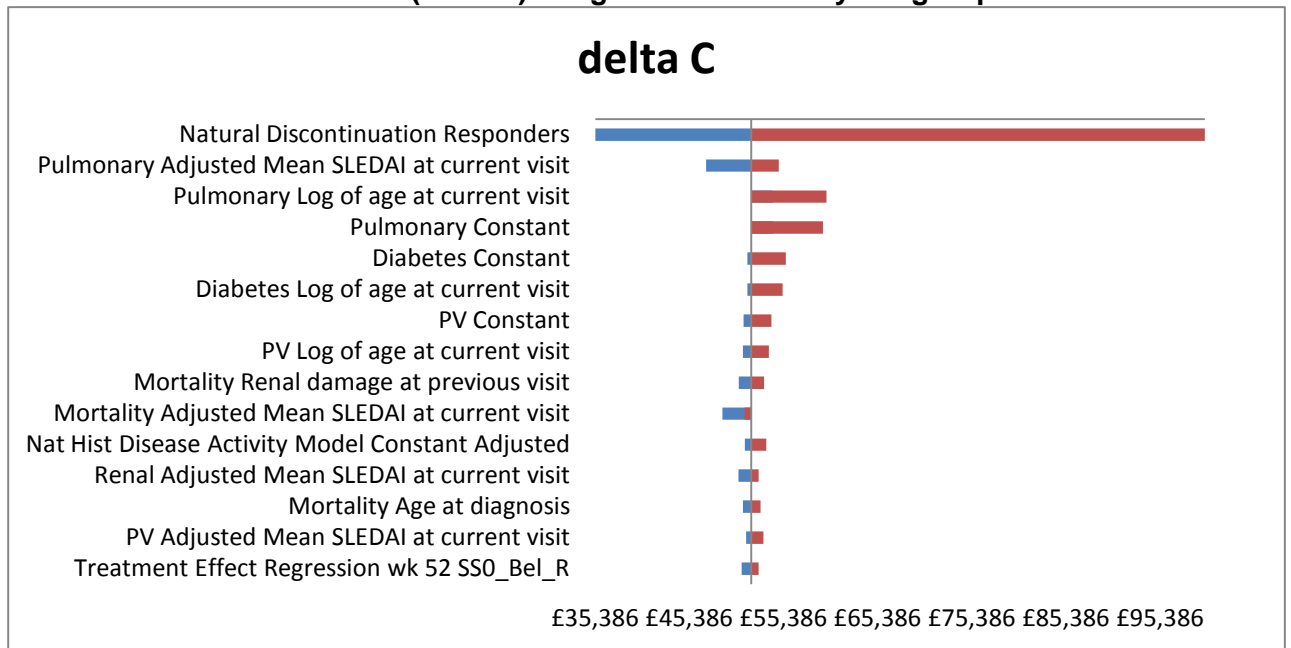 delta C
Natural Discontinuation Responders
Pulmonary Adjusted Mean SLEDAI at current visit
Pulmonary Log of age at current visit
Pulmonary Constant
Diabetes Constant
Diabetes Log of age at current visit
PV Constant
PV Log of age at current visit
Mortality Renal damage at previous visit
Mortality Adjusted Mean SLEDAI at current visit
Nat Hist Disease Activity Model Constant Adjusted
Renal Adjusted Mean SLEDAI at current visit
Mortality Age at diagnosis
PV Adjusted Mean SLEDAI at current visit
Treatment Effect Regression wk 52 SS0_Bel_R
£35,386 £45,386 £55,386 £65,386 £75,386 £85,386 £95,386